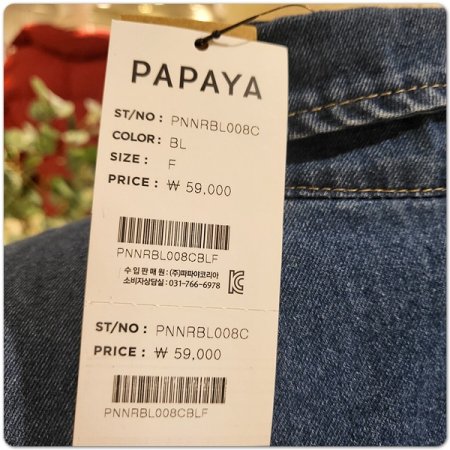 PAPAYA
ST/NO : PNNRBL008C
COLOR: BL
SIZE : F
PRICE : ₩ 59,000
PNNRBL008CBLF
수 입 판 매 원 : (주)파파야코리아
소비자상담실 : 031-766-6978
ST/NO : PNNRBL008C
PRICE : ₩ 59,000
PNNRBL008CBLF